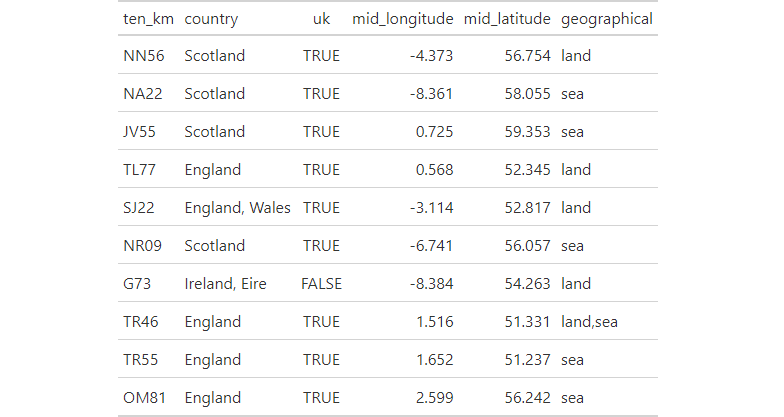 ten_km country uk mid_longitude mid_latitude geographical
NN56 Scotland TRUE -4.373 56.754 land
NA22 Scotland TRUE -8.361 58.055 sea
JV55 Scotland TRUE 0.725 59.353 sea
TL77 England TRUE 0.568 52.345 land
SJ22 England, Wales TRUE -3.114 52.817 land
NR09 Scotland TRUE -6.741 56.057 sea
G73 Ireland, Eire FALSE -8.384 54.263 land
TR46 England TRUE 1.516 51.331 land,sea
TR55 England TRUE 1.652 51.237 sea
OM81 England TRUE 2.599 56.242 sea